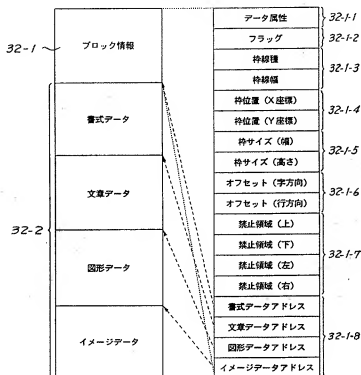 32-1
ブロック情報
32-2
書式データ
文章データ
図形データ
イメージデータ
データ属性
32-1-1
フラッグ
32-1-2
枠線種
枠線幅
32-1-3
枠位置（X座標）
枠位置（Y座標）
32-1-4
枠サイズ（幅）
枠サイズ（高さ）
32-1-5
オフセット（字方向）
オフセット（行方向）
32-1-6
禁止領域（上）
禁止領域（下）
禁止領域（左）
禁止領域（右）
32-1-7
書式データアドレス
文章データアドレス
図形データアドレス
イメージデータアドレス
32-1-8